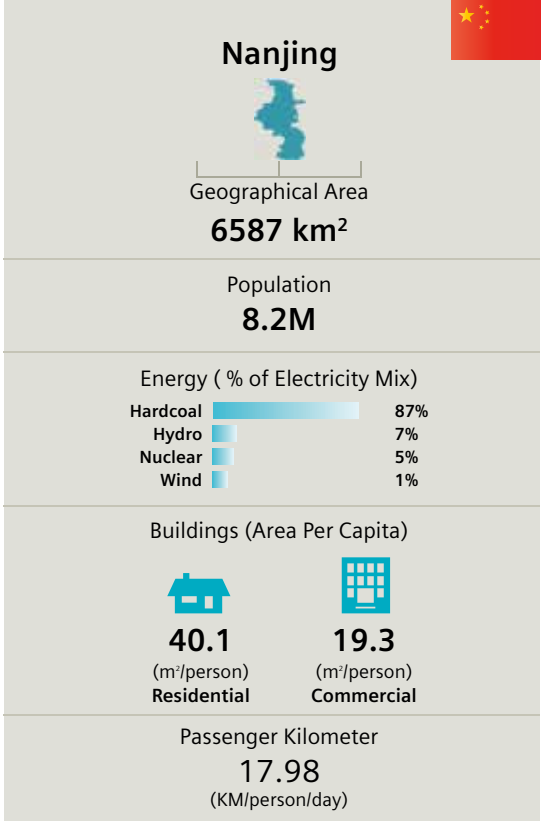 Nanjing
Geographical Area
6587 km²
Population
8.2M
Energy ( % of Electricity Mix)
Hardcoal 87%
Hydro 7%
Nuclear 5%
Wind 1%
Buildings (Area Per Capita)
40.1 19.3
(m²/person) (m²/person)
Residential Commercial
Passenger Kilometer
17.98
(KM/person/day)